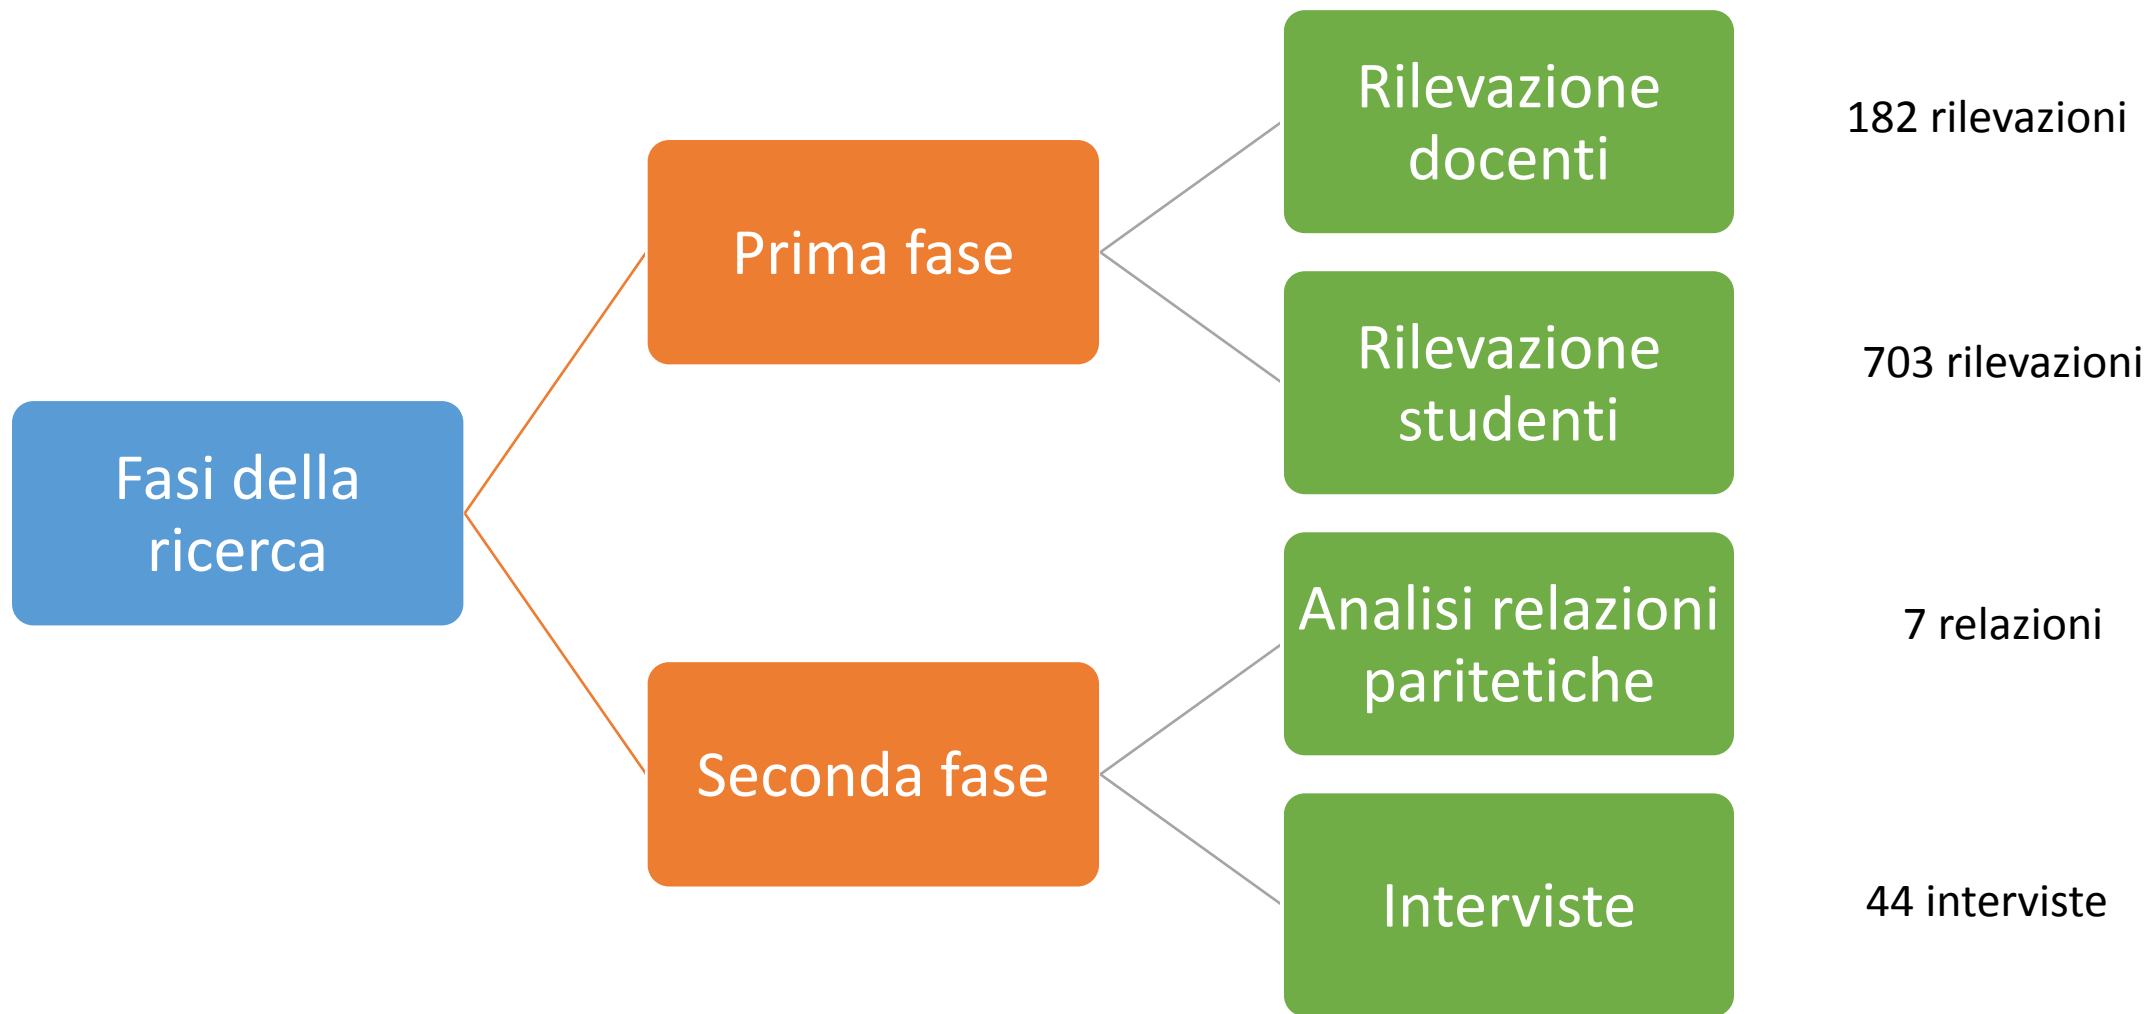 Fasi della
ricerca
Prima fase
Rilevazione
docenti
182 rilevazioni
Rilevazione
studenti
703 rilevazioni
Seconda fase
Analisi relazioni
paritetiche
7 relazioni
Interviste
44 interviste